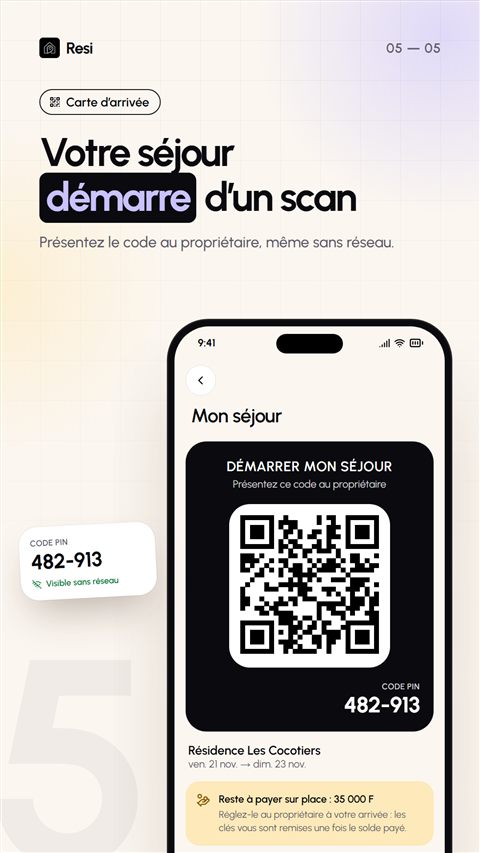 Resi
05 — 05
Carte d'arrivée
Votre séjour
démarre d'un scan
Présentez le code au propriétaire, même sans réseau.
9:41
Mon séjour
DÉMARRER MON SÉJOUR
Présentez ce code au propriétaire
CODE PIN
482-913
Visible sans réseau
CODE PIN
482-913
5
Résidence Les Cocotiers
ven. 21 nov. → dim. 23 nov.
Reste à payer sur place : 35 000 F
Réglez-le au propriétaire à votre arrivée : les
clés vous sont remises une fois le solde payé.